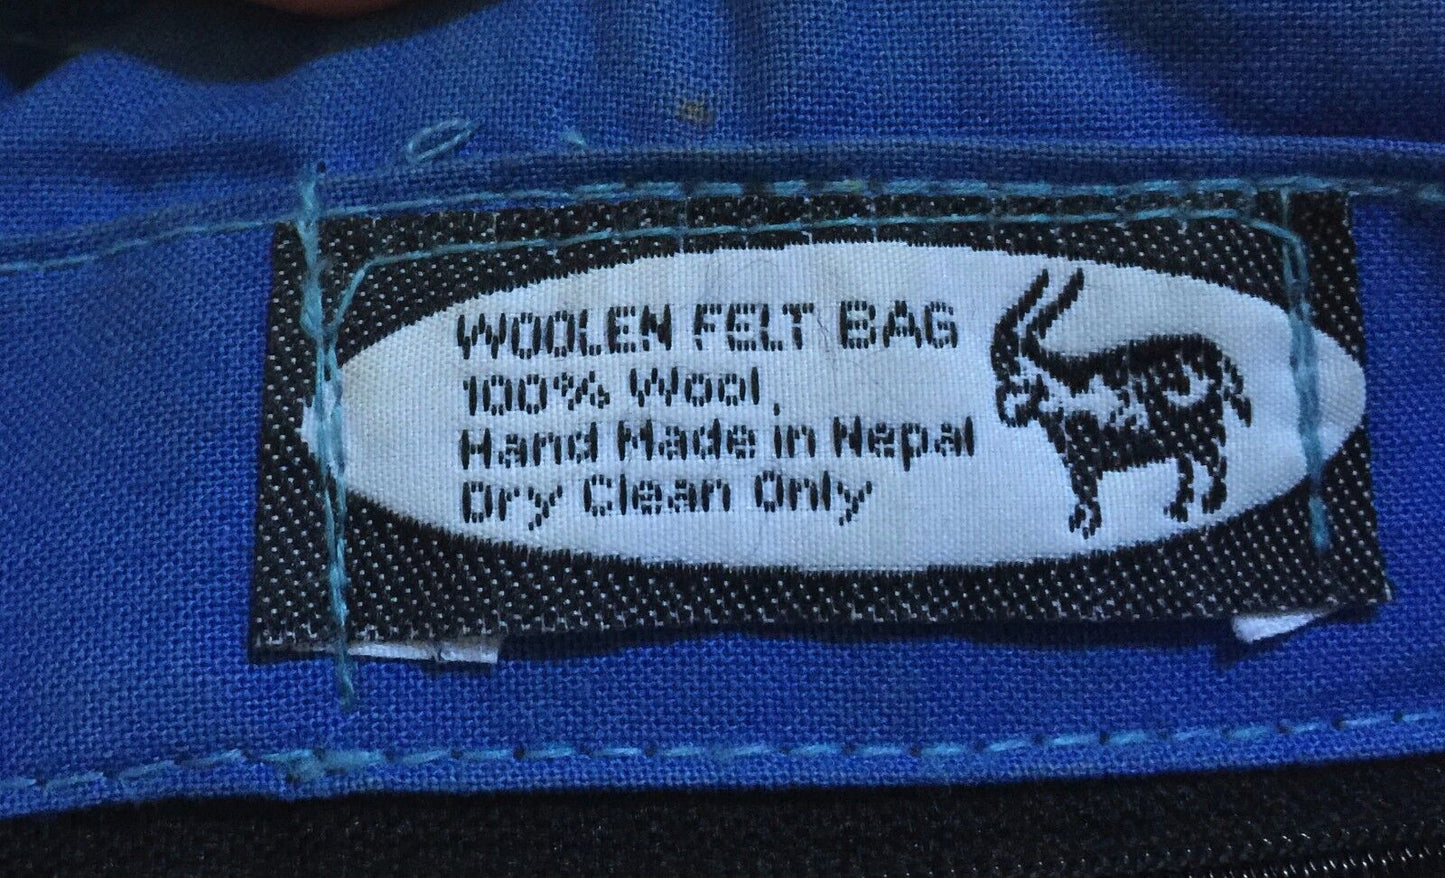 WOOLEN FELT BAG
100% Wool,
Hand Made in Nepal
Dry Clean Only